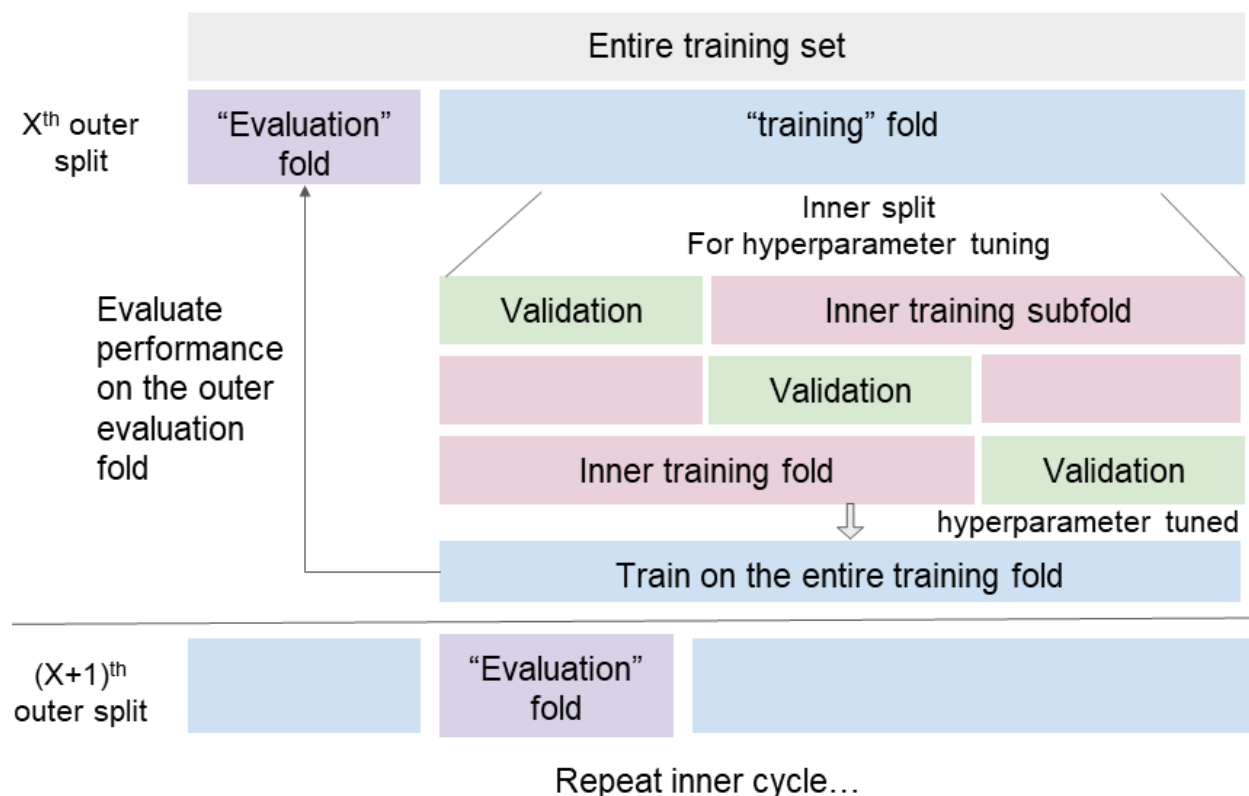 Entire training set
Xth outer
split
“Evaluation”
fold
“training” fold
Inner split
For hyperparameter tuning
Evaluate
performance
on the outer
evaluation
fold
Validation
Inner training subfold
Validation
Inner training fold
Validation
hyperparameter tuned
Train on the entire training fold
(X+1)th
outer split
“Evaluation”
fold
Repeat inner cycle…